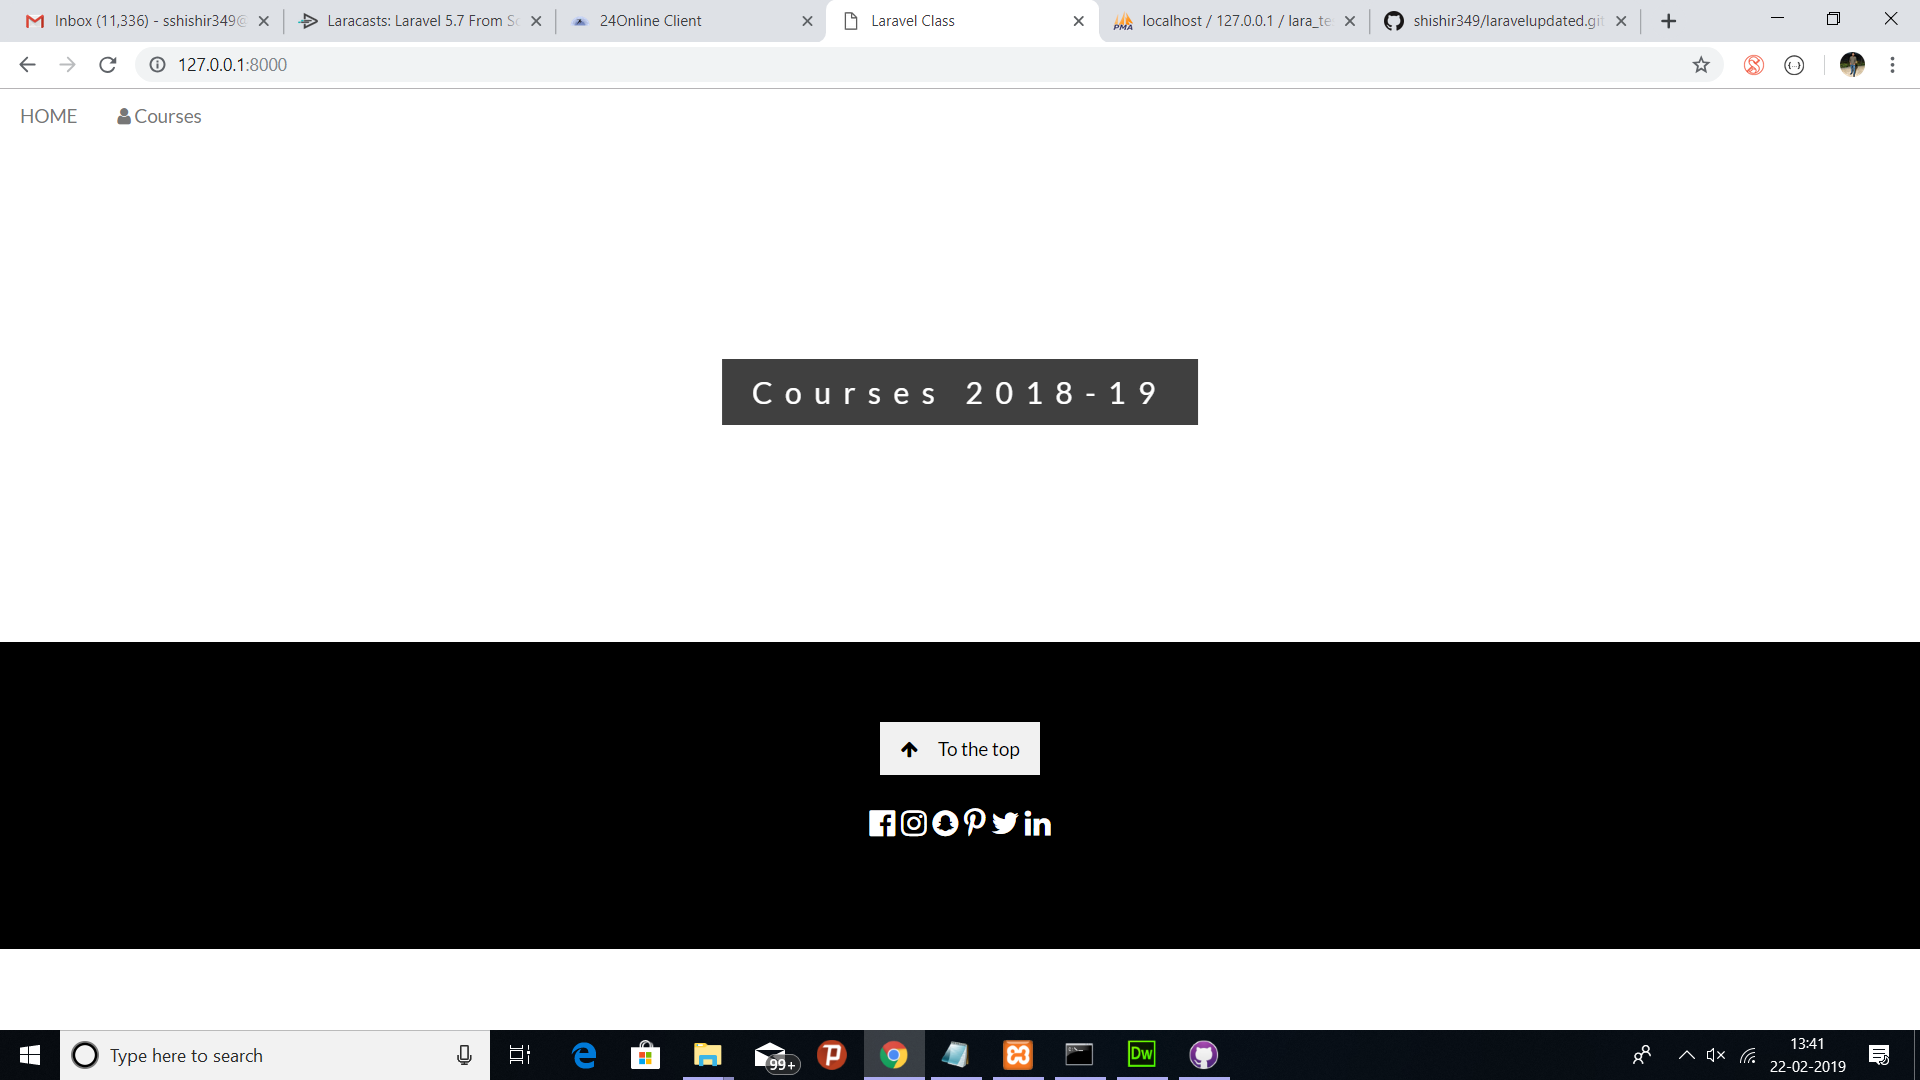 Inbox (11,336) - sshishir349@
Laracasts: Laravel 5.7 From Sc
24Online Client
Laravel Class
PMA
localhost / 127.0.0.1 / lara_te
shishir349/laravelupdated.git
127.0.0.1:8000
HOME
Courses
Courses 2018-19
To the top
Type here to search
99+
Dw
13:41
22-02-2019